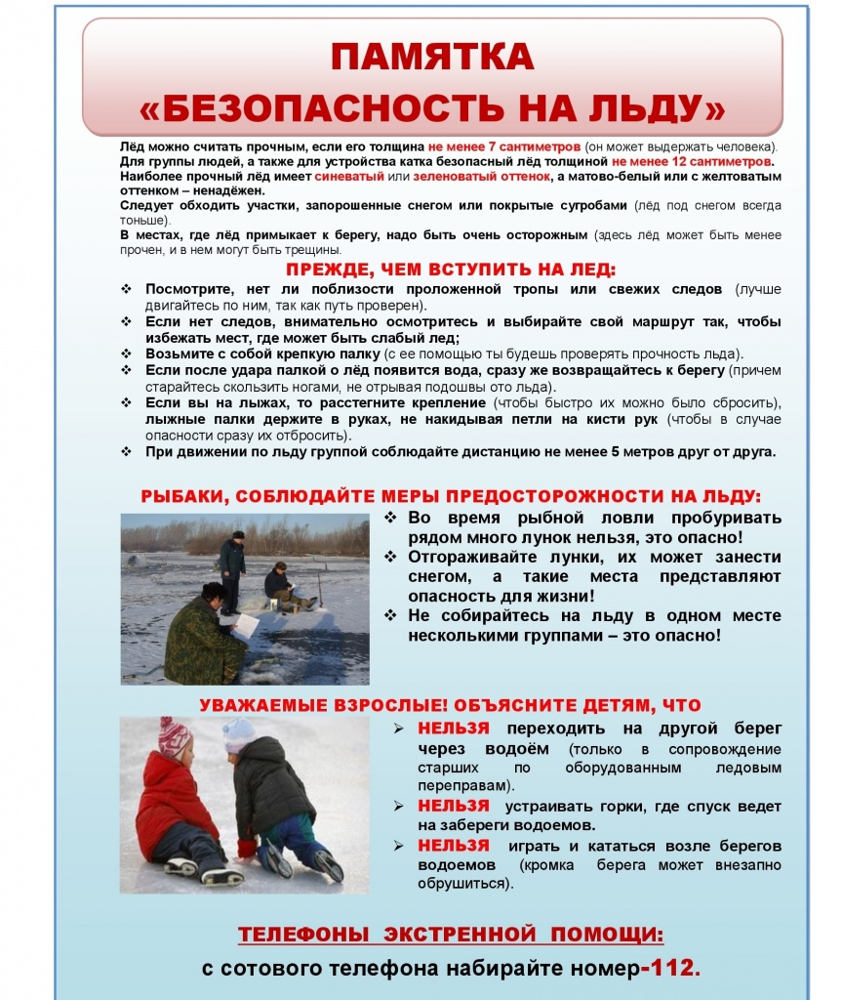 ПАМЯТКА
«БЕЗОПАСНОСТЬ НА ЛЬДУ»
Лёд можно считать прочным, если его толщина не менее 7 сантиметров (он может выдержать человека).
Для группы людей, а также для устройства катка безопасный лёд толщиной не менее 12 сантиметров.
Наиболее прочный лёд имеет синеватый или зеленоватый оттенок, а матово-белый или с желтоватым
оттенком – ненадёжен.
Следует обходить участки, запорошенные снегом или покрытые сугробами (лёд под снегом всегда
тоньше).
В местах, где лёд примыкает к берегу, надо быть очень осторожным (здесь лёд может быть менее
прочен, и в нем могут быть трещины.
ПРЕЖДЕ, ЧЕМ ВСТУПИТЬ НА ЛЕД:
❖ Посмотрите, нет ли поблизости проложенной тропы или свежих следов (лучше
двигайтесь по ним, так как путь проверен).
❖ Если нет следов, внимательно осмотритесь и выбирайте свой маршрут так, чтобы
избежать мест, где может быть слабый лед;
❖ Возьмите с собой крепкую палку (с ее помощью ты будешь проверять прочность льда).
❖ Если после удара палкой о лёд появится вода, сразу же возвращайтесь к берегу (причем
старайтесь скользить ногами, не отрывая подошвы ото льда).
❖ Если вы на лыжах, то расстегните крепление (чтобы быстро их можно было сбросить),
лыжные палки держите в руках, не накидывая петли на кисти рук (чтобы в случае
опасности сразу их отбросить).
❖ При движении по льду группой соблюдайте дистанцию не менее 5 метров друг от друга.
РЫБАКИ, СОБЛЮДАЙТЕ МЕРЫ ПРЕДОСТОРОЖНОСТИ НА ЛЬДУ:
❖ Во время рыбной ловли пробуривать
рядом много лунок нельзя, это опасно!
❖ Отгораживайте лунки, их может занести
снегом, а такие места представляют
опасность для жизни!
❖ Не собирайтесь на льду в одном месте
несколькими группами – это опасно!
УВАЖАЕМЫЕ ВЗРОСЛЫЕ! ОБЪЯСНИТЕ ДЕТЯМ, ЧТО
➢ НЕЛЬЗЯ переходить на другой берег
через водоём (только в сопровождение
старших по оборудованным ледовым
переправам).
➢ НЕЛЬЗЯ устраивать горки, где спуск ведет
на забереги водоемов.
➢ НЕЛЬЗЯ играть и кататься возле берегов
водоемов (кромка берега может внезапно
обрушиться).
ТЕЛЕФОНЫ ЭКСТРЕННОЙ ПОМОЩИ:
с сотового телефона набирайте номер-112.